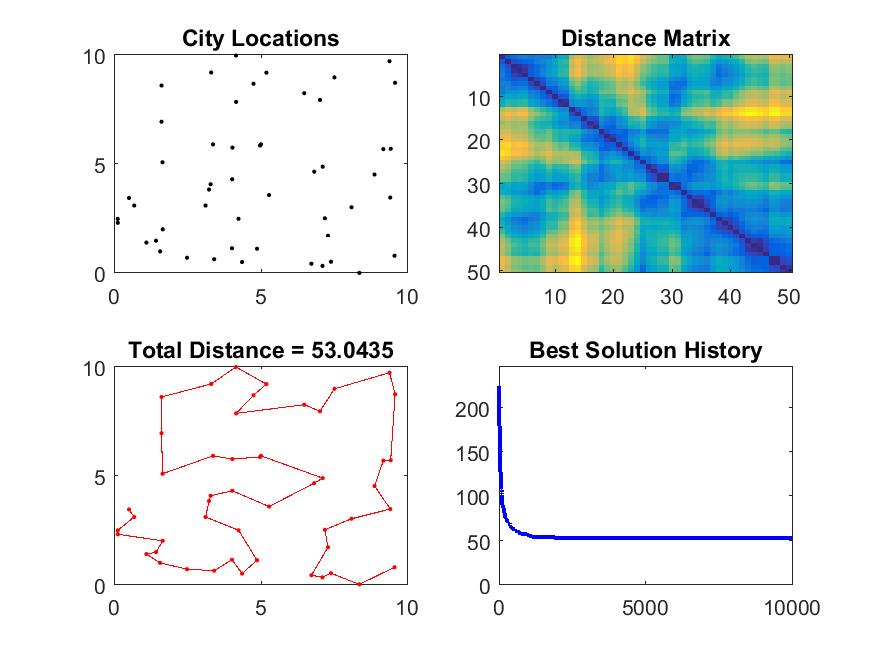 City Locations
10
5
0
0 5 10
Distance Matrix
10
20
30
40
50
10 20 30 40 50
Total Distance = 53.0435
10
5
0
0 5 10
Best Solution History
200
150
100
50
0
0 5000 10000